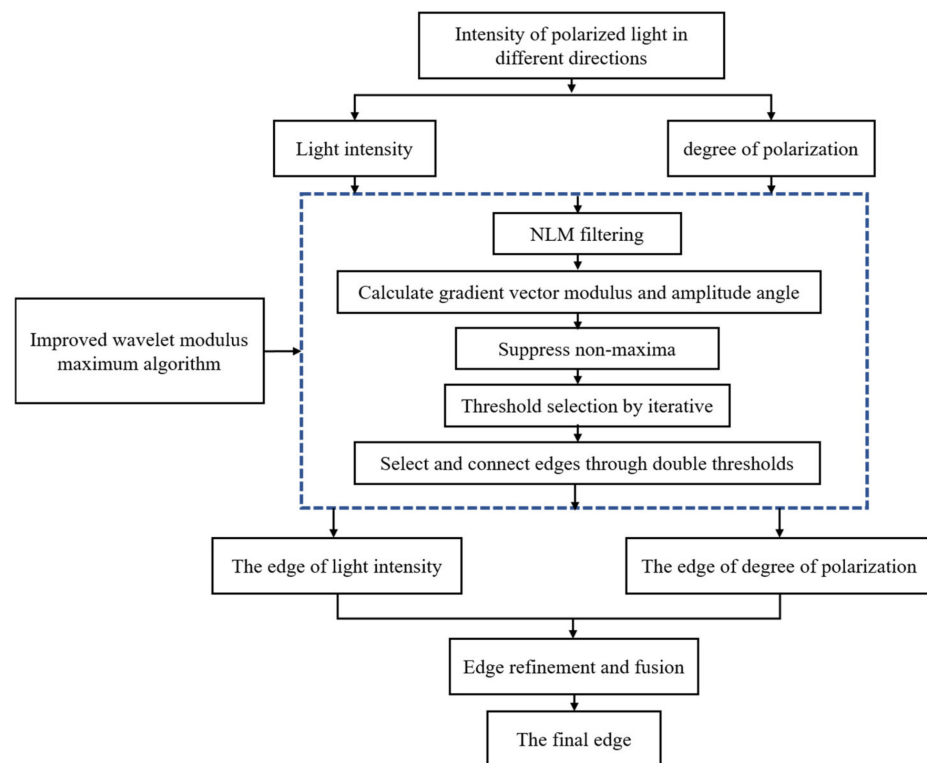 Intensity of polarized light in
different directions
Light intensity
degree of polarization
NLM filtering
Calculate gradient vector modulus and amplitude angle
Improved wavelet modulus
maximum algorithm
Suppress non-maxima
Threshold selection by iterative
Select and connect edges through double thresholds
The edge of light intensity
The edge of degree of polarization
Edge refinement and fusion
The final edge